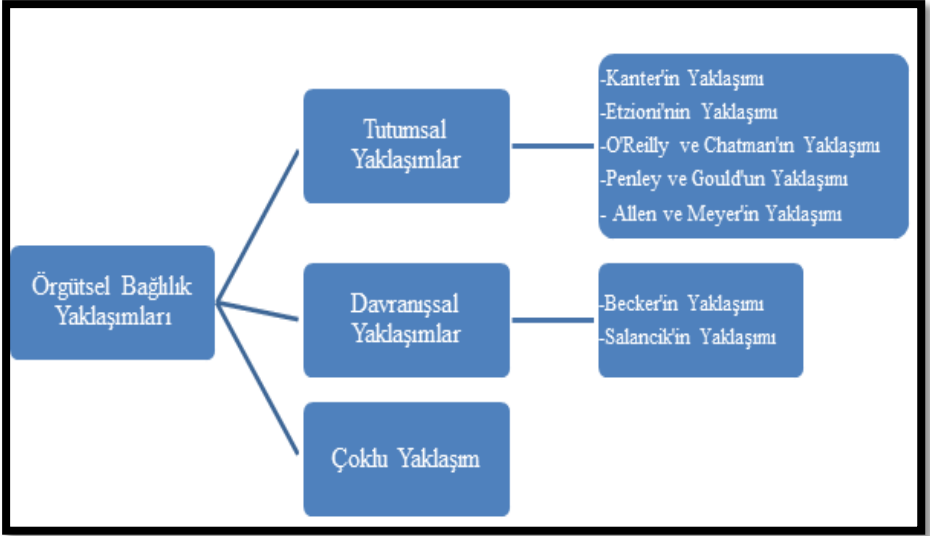 Örgütsel Bağlılık
Yaklaşımları
Tutumsal
Yaklaşımlar
-Kanter'in Yaklaşımı
-Etzioni'nin Yaklaşımı
-O'Reilly ve Chatman'ın Yaklaşımı
-Penley ve Gould'un Yaklaşımı
- Allen ve Meyer'in Yaklaşımı
Davranışsal
Yaklaşımlar
-Becker'in Yaklaşımı
-Salancik'in Yaklaşımı
Çoklu Yaklaşım